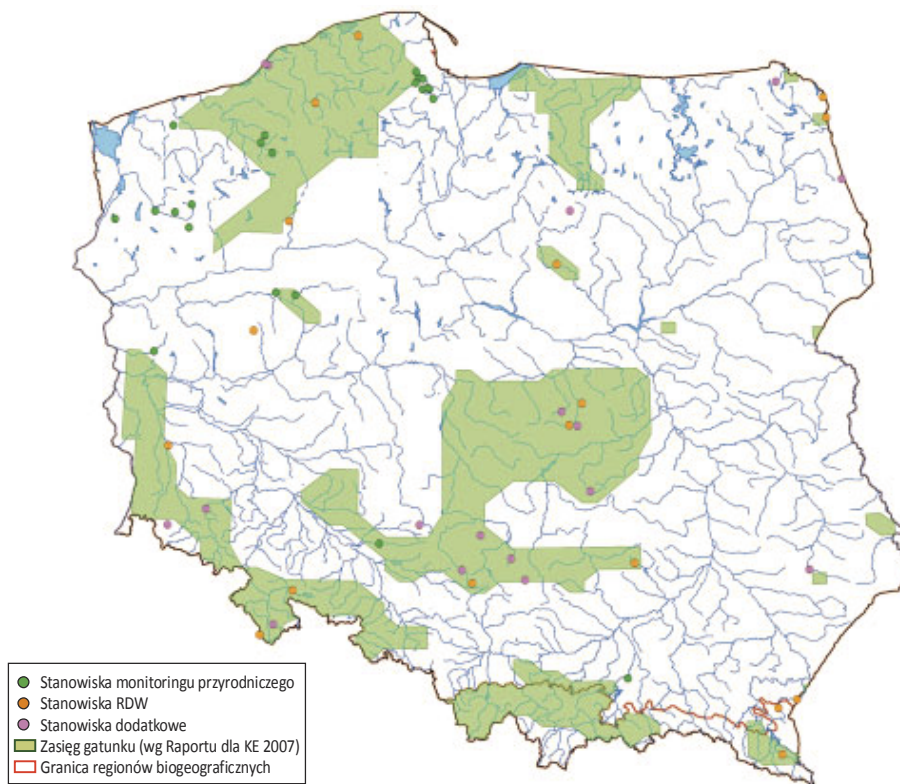 Stanowiska monitoringu przyrodniczego
Stanowiska RDW
Stanowiska dodatkowe
Zasięg gatunku (wg Raportu dla KE 2007)
Granica regionów biogeograficznych